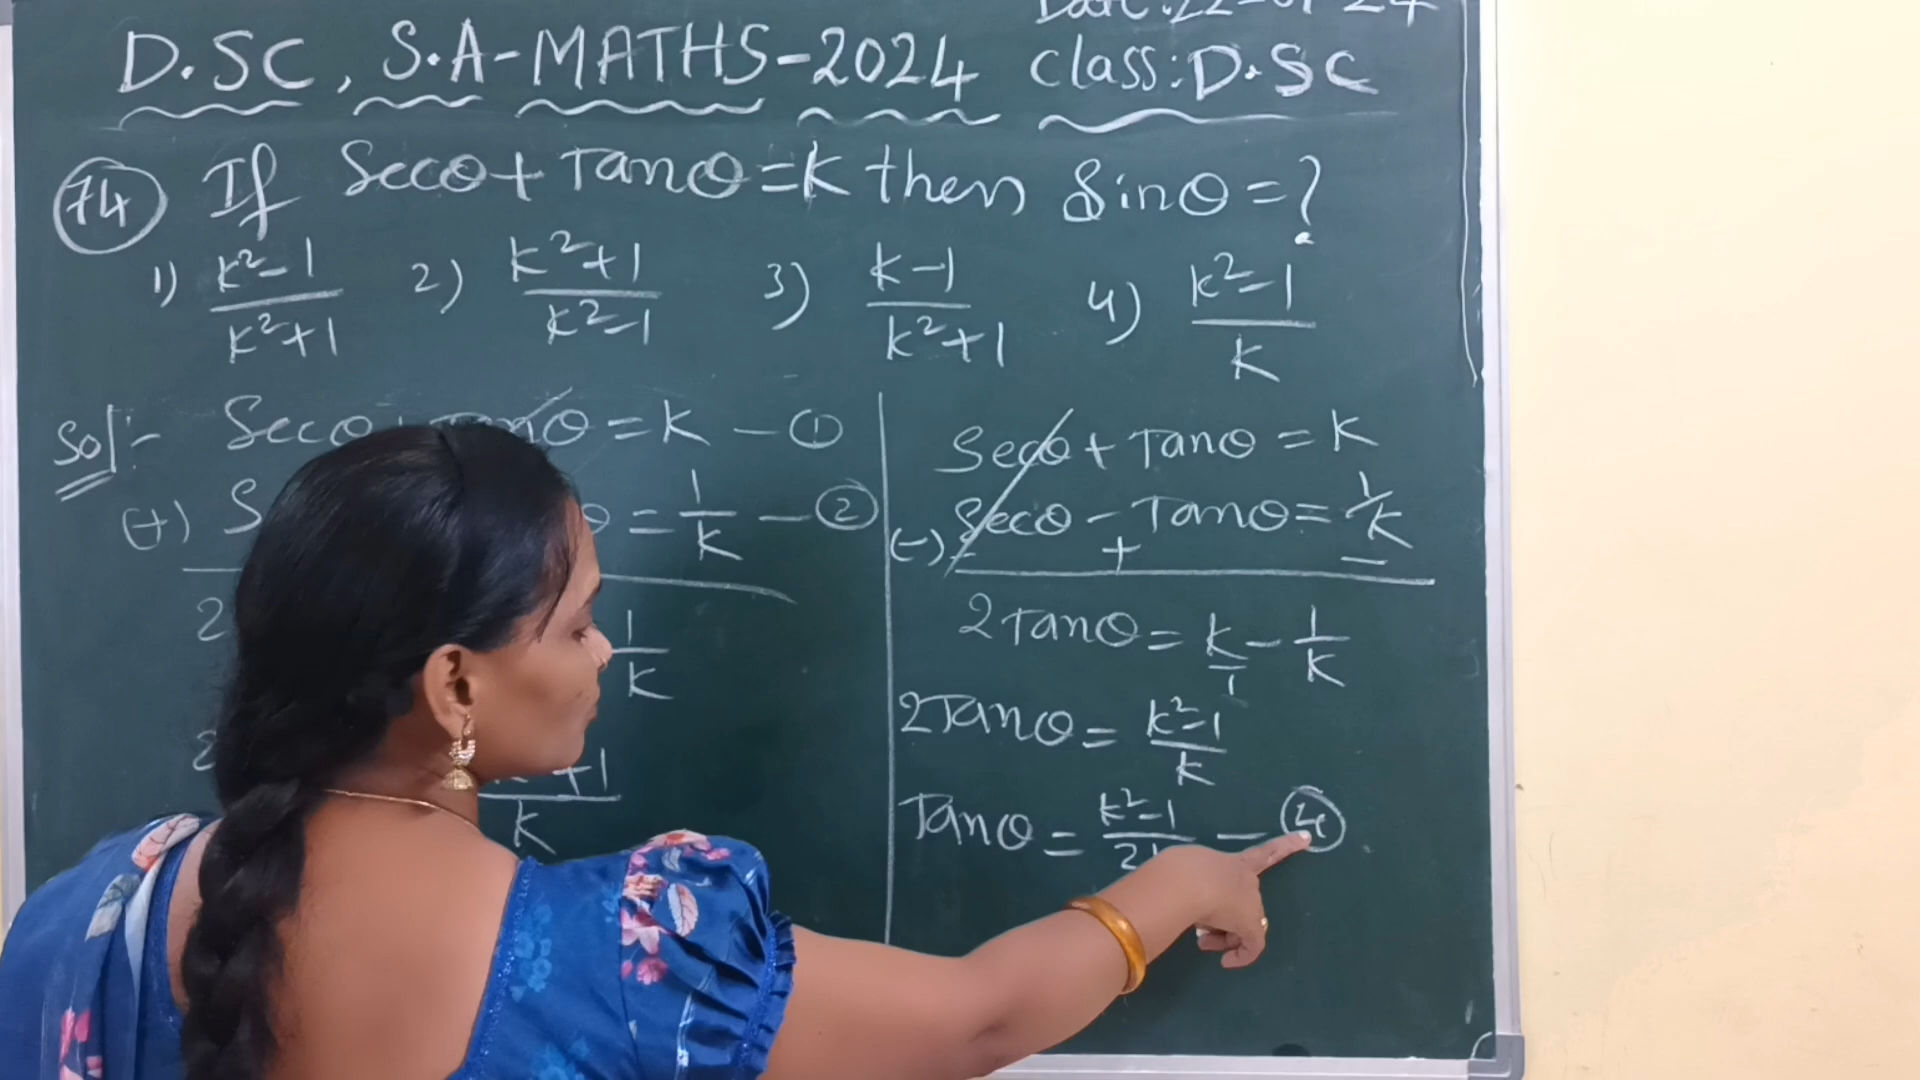 Date: 22-01-24
D.SC, S.A-MATHS-2024 class: D.SC
74 If Secθ + Tanθ = k then Sinθ = ?
1) k²-1/k²+1 2) k²+1/k²-1 3) k-1/k²+1 4) k²-1/k
Sol:- Secθ + Tanθ = k - ①
(+) S θ = 1/k - ②
2 1/k
2 +1/k
Secθ + Tanθ = k
(-) Secθ - Tanθ = 1/k
- + -
2Tanθ = k/1 - 1/k
2Tanθ = k²-1/k
Tanθ = k²-1/2 - ④